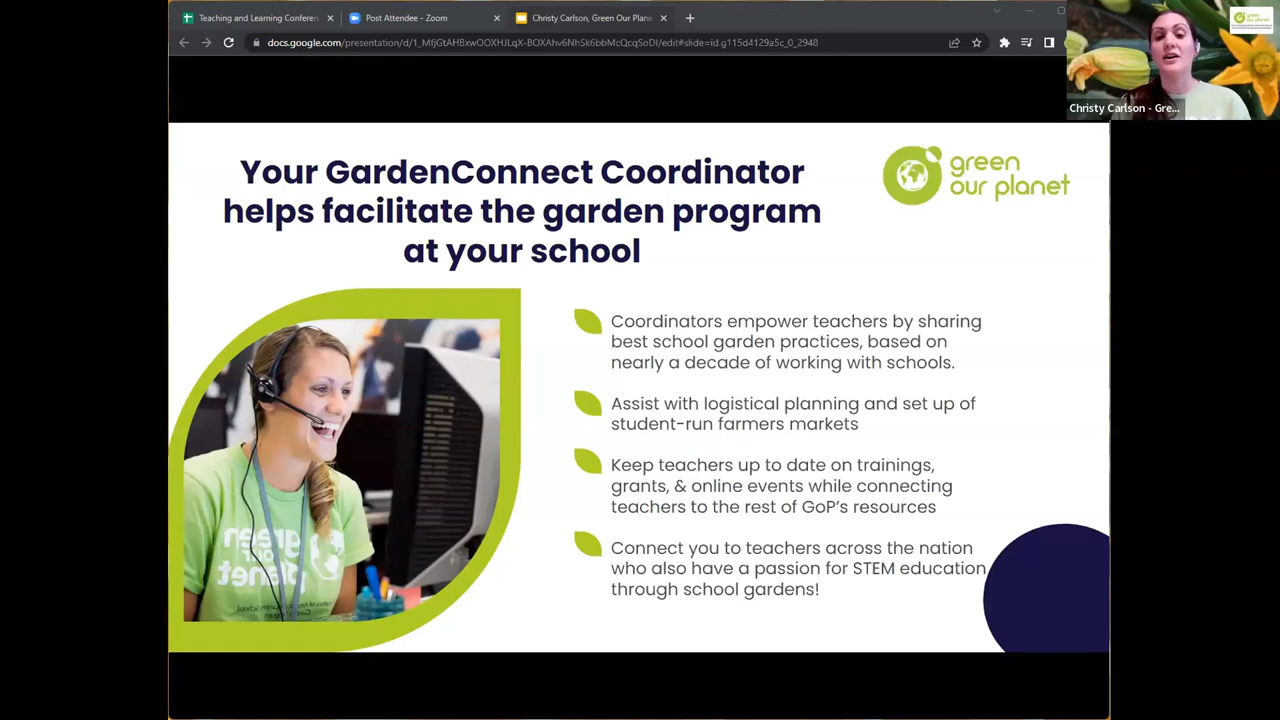 Teaching and Learning Conferen
Post Attendee - Zoom
Christy Carlson, Green Our Plane
Christy Carlson - Gre...
green
our planet
Your GardenConnect Coordinator
helps facilitate the garden program
at your school
Coordinators empower teachers by sharing
best school garden practices, based on
nearly a decade of working with schools.
Assist with logistical planning and set up of
student-run farmers markets
Keep teachers up to date on trainings,
grants, & online events while connecting
teachers to the rest of GoP's resources
Connect you to teachers across the nation
who also have a passion for STEM education
through school gardens!
green
our
planet